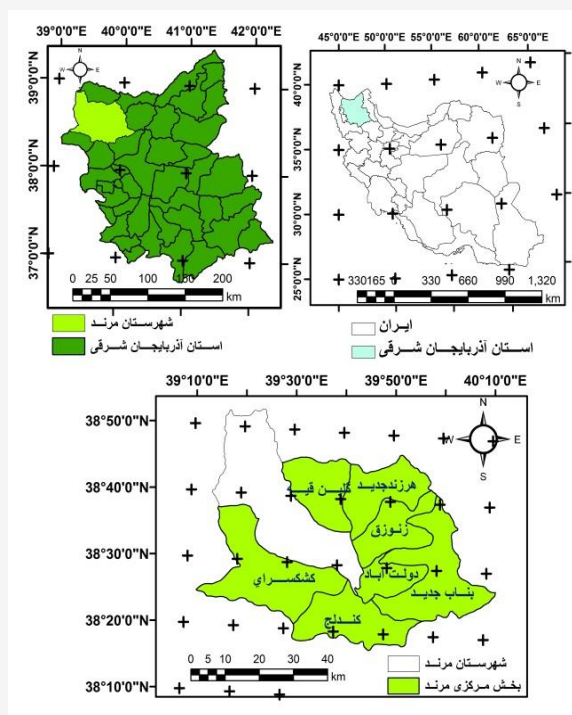 39°0'0"E 40°0'0"E 41°0'0"E 42°0'0"E
N
W E
S
39°0'0"N
38°0'0"N
37°0'0"N
0 25 50 100 150 200
km
شهرستان مرند
استان آذربایجان شرقی
45°0'0"E 50°0'0"E 55°0'0"E 60°0'0"E 65°0'0"E
N
W E
S
40°0'0"N
35°0'0"N
30°0'0"N
25°0'0"N
330165 0 330 660 990 1,320
km
ایران
استان آذربایجان شرقی
39°10'0"E 39°30'0"E 39°50'0"E 40°10'0"E
N
W E
S
38°50'0"N
38°40'0"N
38°30'0"N
38°20'0"N
38°10'0"N
هرزندجدید
گلین قیه
زنوزق
دولت آباد
کشکسرای
بناب جدید
کندلج
0 5 10 20 30 40
km
شهرستان مرند
بخش مرکزی مرند